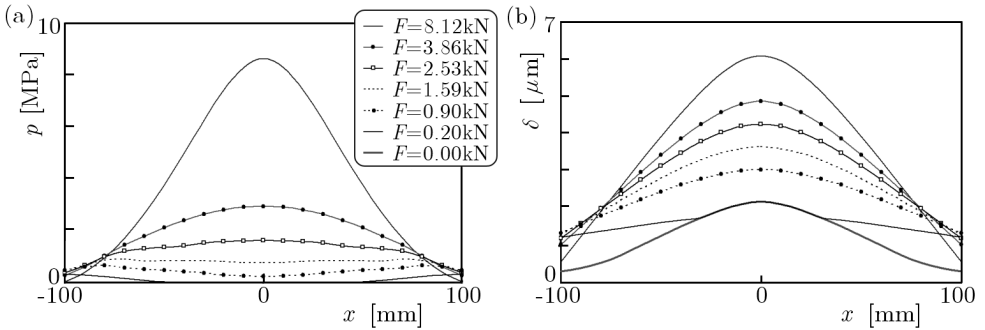 (a)
10
p [MPa]
0
-100
0
100
x [mm]
F=8.12kN
F=3.86kN
F=2.53kN
F=1.59kN
F=0.90kN
F=0.20kN
F=0.00kN
(b)
7
δ [μm]
0
-100
0
100
x [mm]